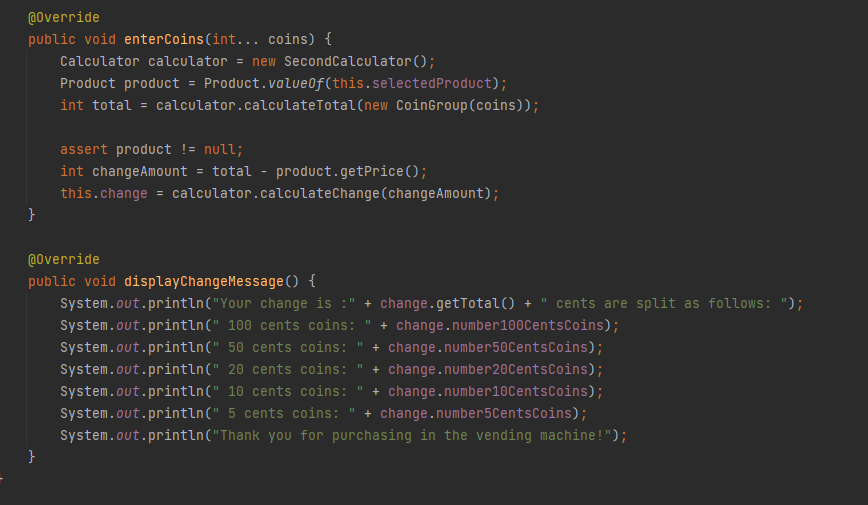 @Override
public void enterCoins(int... coins) {
    Calculator calculator = new SecondCalculator();
    Product product = Product.valueOf(this.selectedProduct);
    int total = calculator.calculateTotal(new CoinGroup(coins));

    assert product != null;
    int changeAmount = total - product.getPrice();
    this.change = calculator.calculateChange(changeAmount);
}

@Override
public void displayChangeMessage() {
    System.out.println("Your change is :" + change.getTotal() + " cents are split as follows: ");
    System.out.println(" 100 cents coins: " + change.number100CentsCoins);
    System.out.println(" 50 cents coins: " + change.number50CentsCoins);
    System.out.println(" 20 cents coins: " + change.number20CentsCoins);
    System.out.println(" 10 cents coins: " + change.number10CentsCoins);
    System.out.println(" 5 cents coins: " + change.number5CentsCoins);
    System.out.println("Thank you for purchasing in the vending machine!");
}